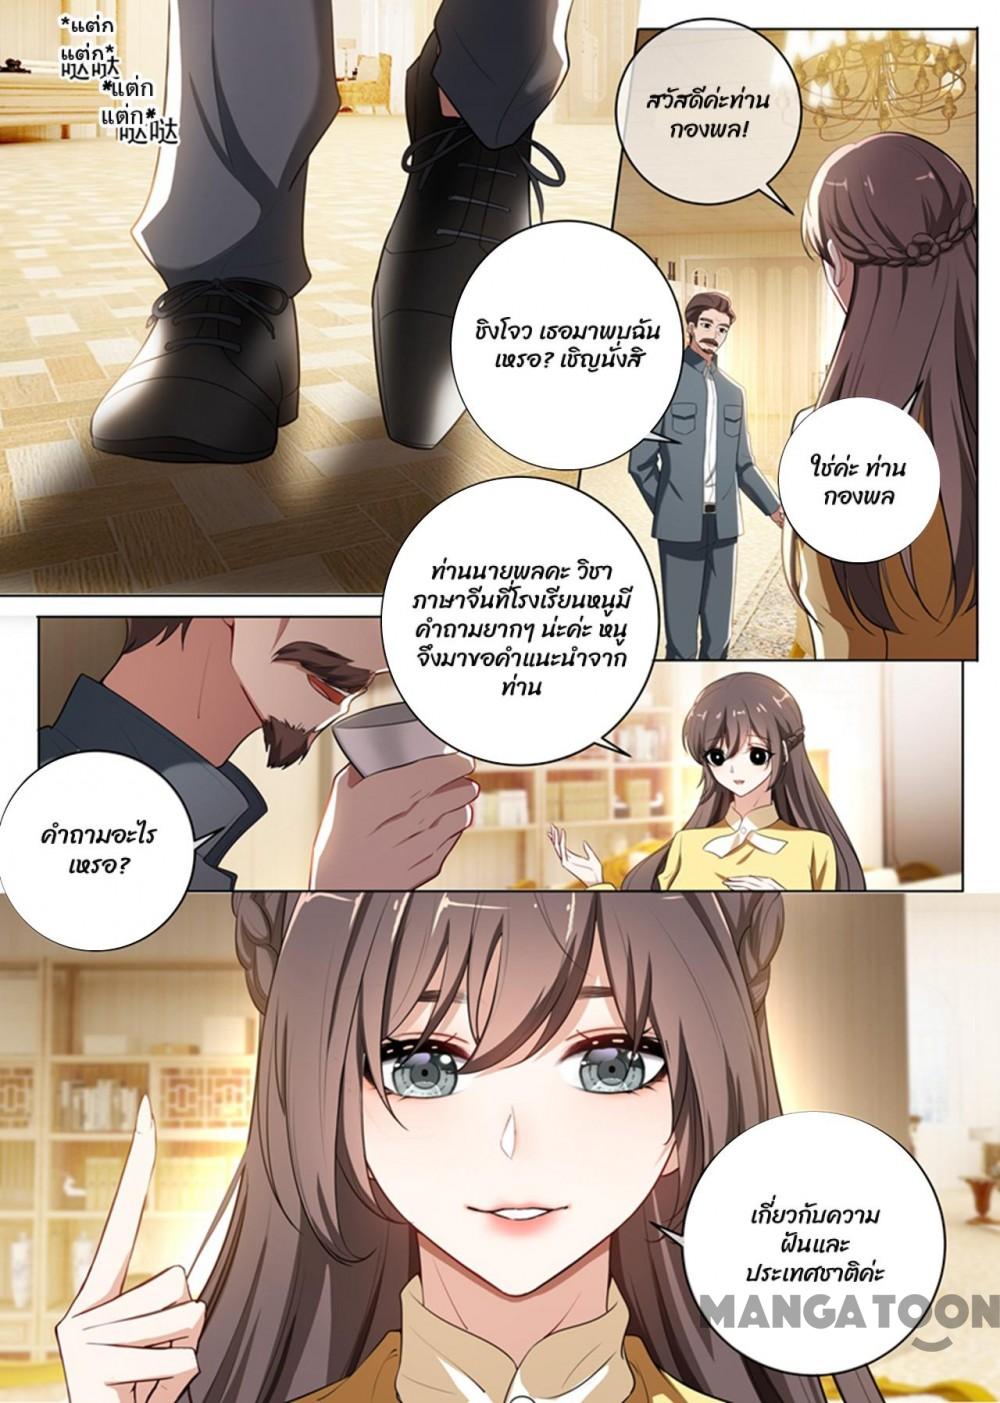 *แต่ก
แต่ก*
哒哒
*แต่ก
แต่ก*
哒哒
สวัสดีค่ะท่าน
กองพล!
ชิงโจว เธอมาพบฉัน
เหรอ? เชิญนั่งสิ
ใช่ค่ะ ท่าน
กองพล
ท่านนายพลคะ วิชา
ภาษาจีนที่โรงเรียนหนูมี
คำถามยากๆ น่ะค่ะ หนู
จึงมาขอคำแนะนำจาก
ท่าน
คำถามอะไร
เหรอ?
เกี่ยวกับความ
ฝันและ
ประเทศชาติค่ะ
MANGATOON